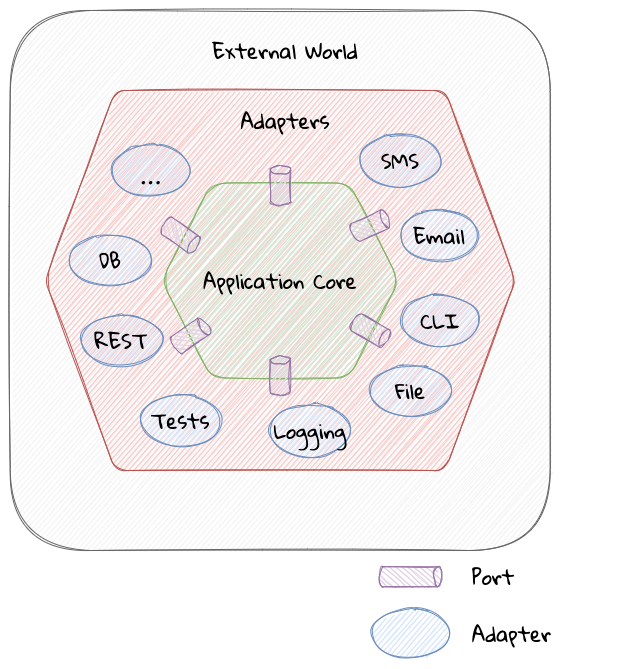 External World
Adapters
...
SMS
Email
DB
Application Core
CLI
REST
File
Tests
Logging
Port
Adapter